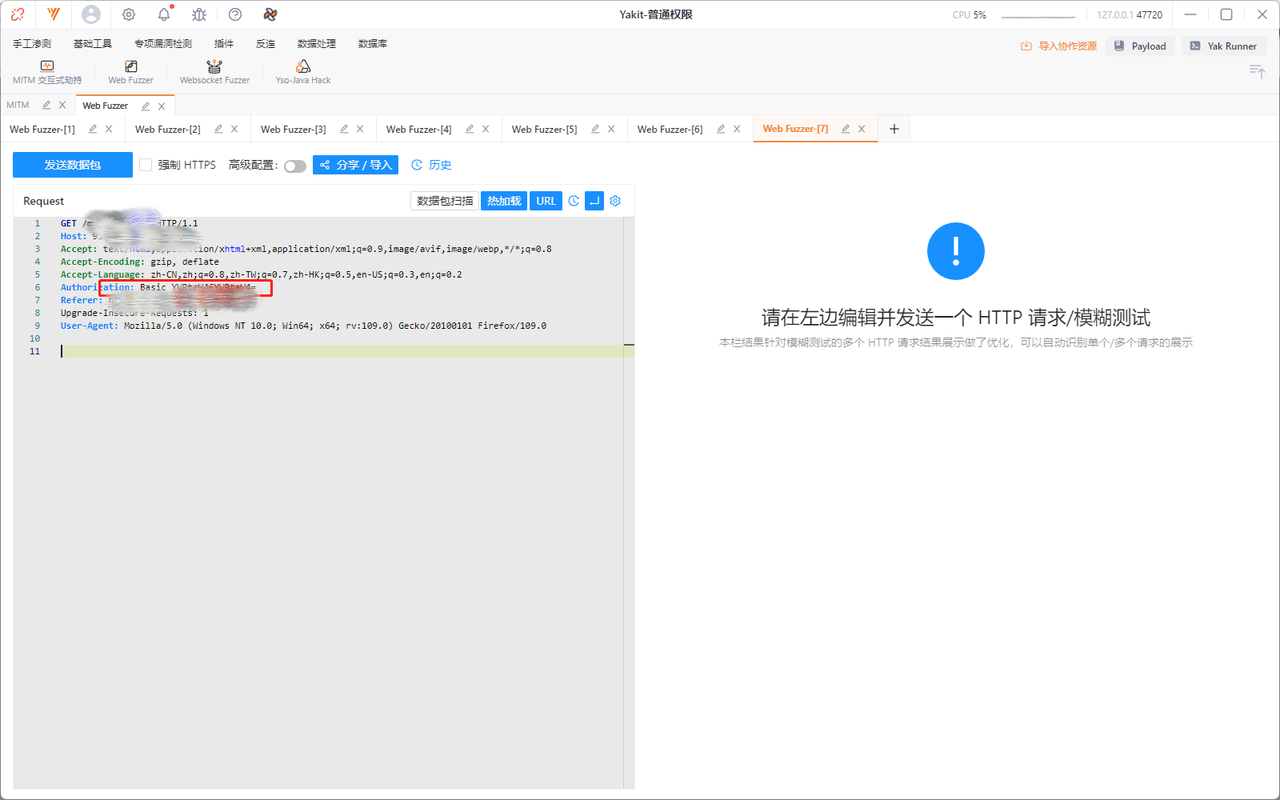 Yakit-普通权限
CPU 5%
127.0.0.1 47720
手工渗测 基础工具 专项漏洞检测 插件 反连 数据处理 数据库
导入协作资源 Payload Yak Runner
MITM 交互式劫持 Web Fuzzer Websocket Fuzzer Yso-Java Hack
MITM Web Fuzzer
Web Fuzzer-[1] Web Fuzzer-[2] Web Fuzzer-[3] Web Fuzzer-[4] Web Fuzzer-[5] Web Fuzzer-[6] Web Fuzzer-[7]
发送数据包 强制 HTTPS 高级配置: 分享 / 导入 历史
Request 数据包扫描 热加载 URL
1 GET / HTTP/1.1
2 Host:
3 Accept: text/html,application/xhtml+xml,application/xml;q=0.9,image/avif,image/webp,*/*;q=0.8
4 Accept-Encoding: gzip, deflate
5 Accept-Language: zh-CN,zh;q=0.8,zh-TW;q=0.7,zh-HK;q=0.5,en-US;q=0.3,en;q=0.2
6 Authorization: Basic
7 Referer:
8 Upgrade-Insecure-Requests: 1
9 User-Agent: Mozilla/5.0 (Windows NT 10.0; Win64; x64; rv:109.0) Gecko/20100101 Firefox/109.0
10
11
请在左边编辑并发送一个 HTTP 请求/模糊测试
本栏结果针对模糊测试的多个 HTTP 请求结果展示做了优化，可以自动识别单个/多个请求的展示